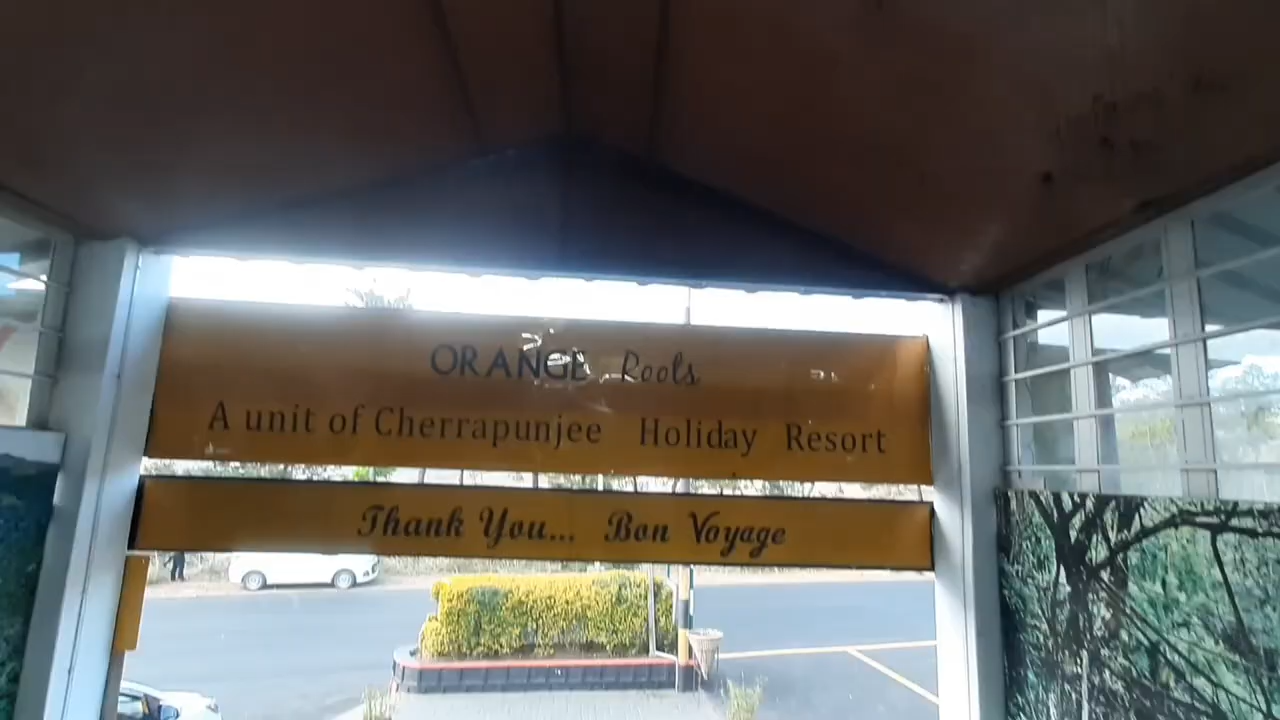 ORANGE Roots
A unit of Cherrapunjee Holiday Resort
Thank You... Bon Voyage